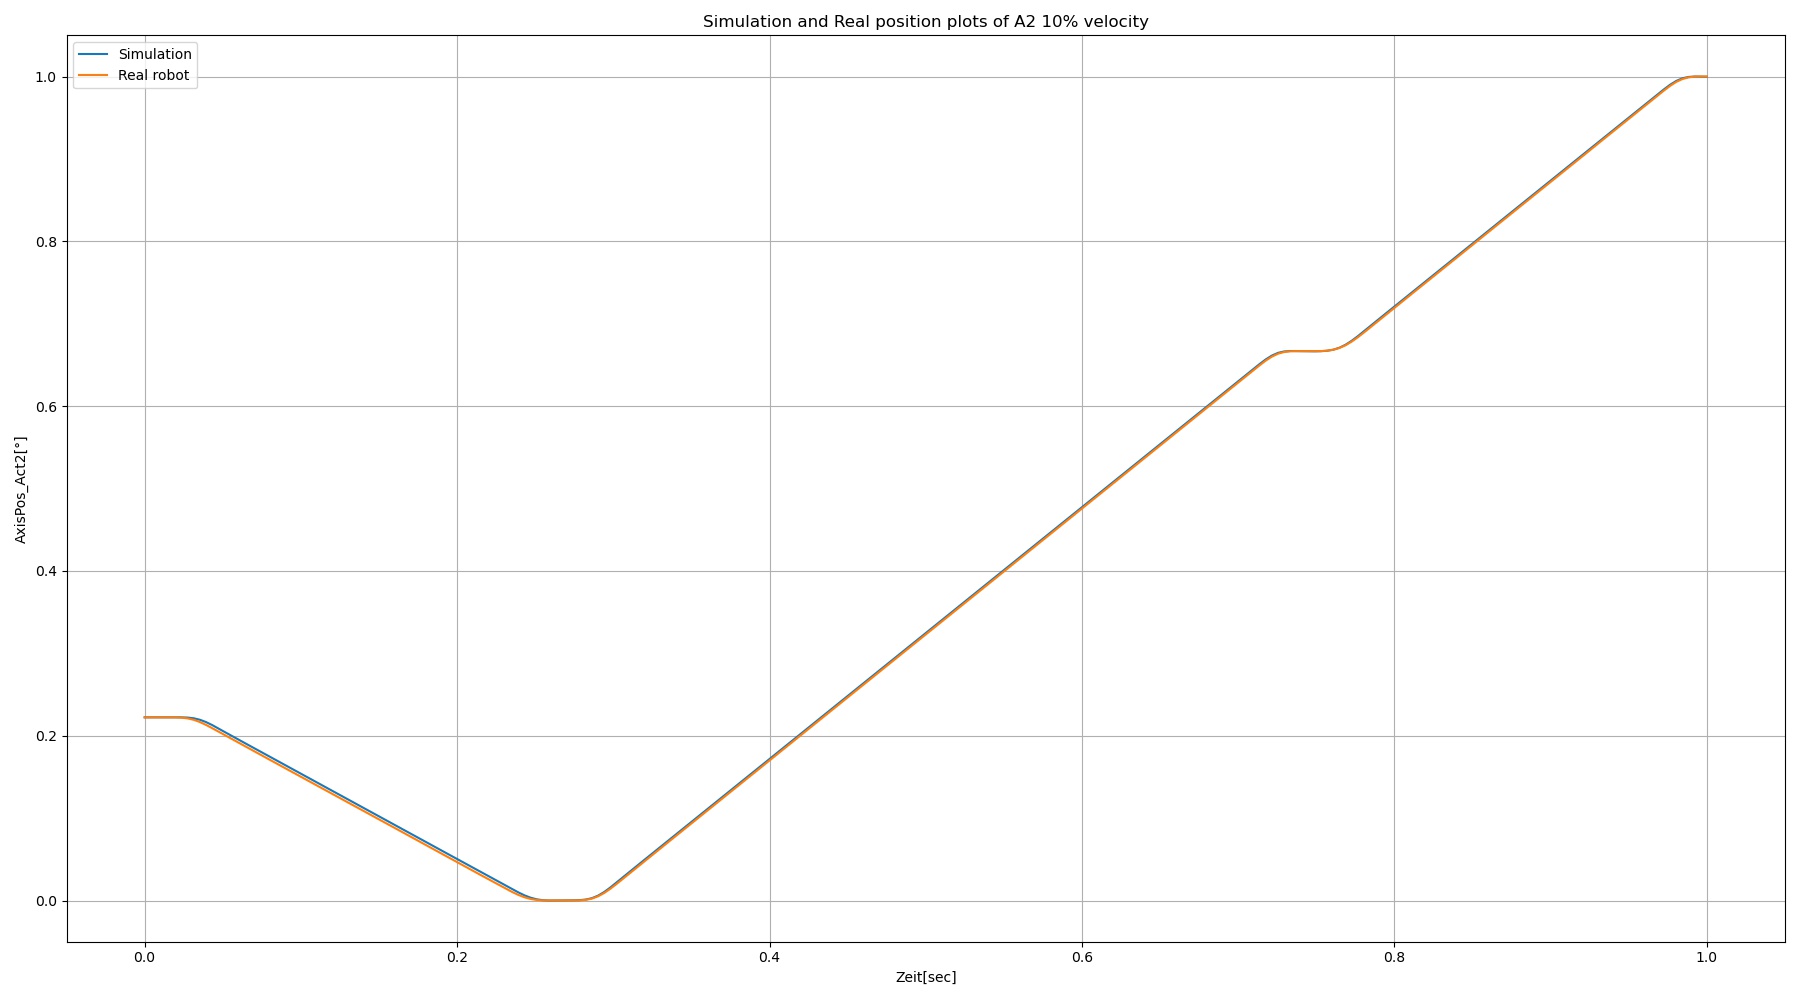 Simulation and Real position plots of A2 10% velocity
Simulation
Real robot
1.0
0.8
0.6
0.4
0.2
0.0
AxisPos_Act2[°]
0.0 0.2 0.4 0.6 0.8 1.0
Zeit[sec]